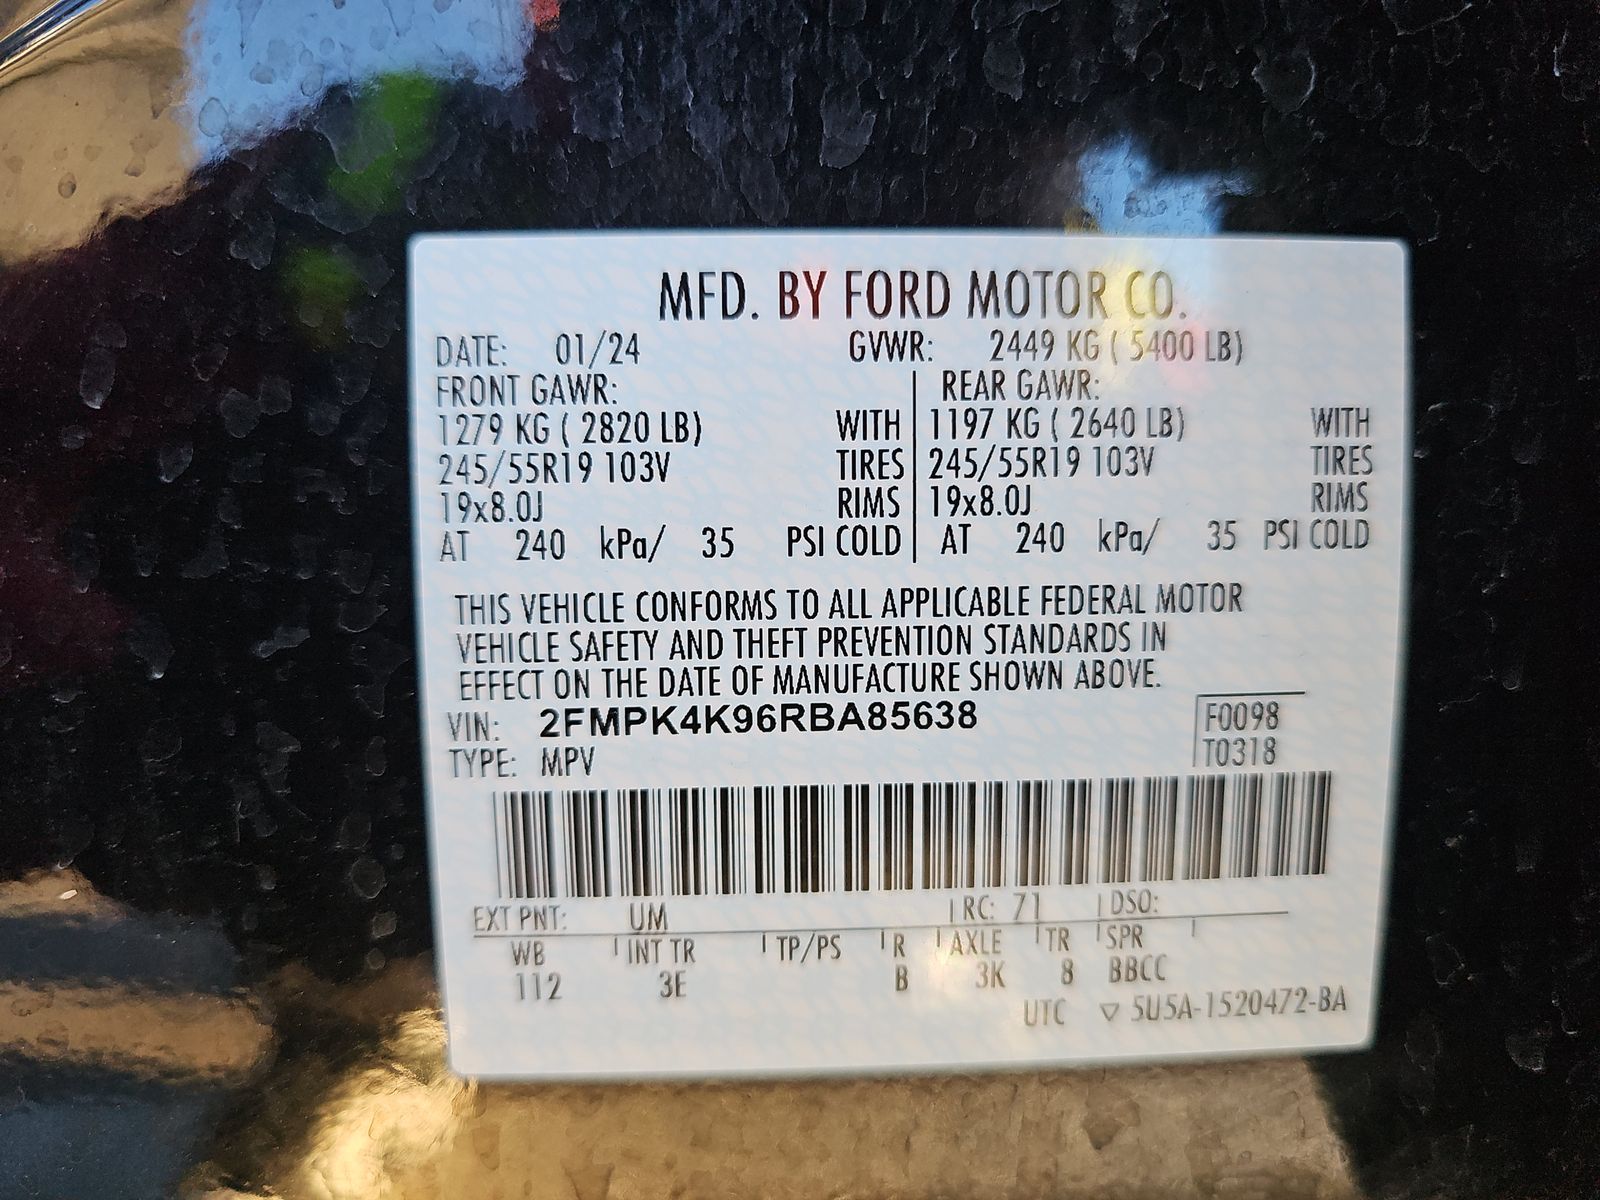 MFD. BY FORD MOTOR CO.
DATE: 01/24 GVWR: 2449 KG ( 5400 LB)
FRONT GAWR: REAR GAWR:
1279 KG ( 2820 LB) WITH 1197 KG ( 2640 LB) WITH
245/55R19 103V TIRES 245/55R19 103V TIRES
19x8.0J RIMS 19x8.0J RIMS
AT 240 kPa/ 35 PSI COLD AT 240 kPa/ 35 PSI COLD
THIS VEHICLE CONFORMS TO ALL APPLICABLE FEDERAL MOTOR
VEHICLE SAFETY AND THEFT PREVENTION STANDARDS IN
EFFECT ON THE DATE OF MANUFACTURE SHOWN ABOVE.
VIN: 2FMPK4K96RBA85638 F0098
TYPE: MPV T0318
EXT PNT: UM RC: 71 DSO:
WB INT TR TP/PS R AXLE TR SPR
112 3E B 3K 8 BBCC
UTC ▽ 5U5A-1520472-BA